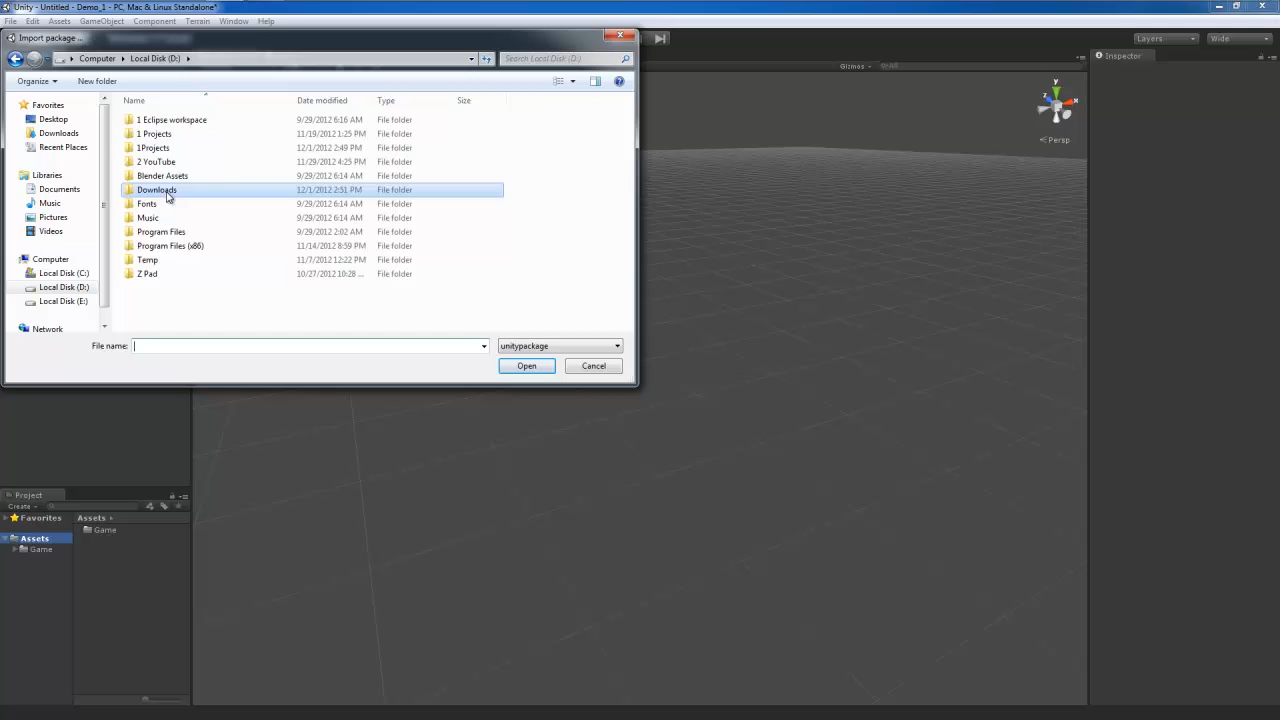 Unity - Untitled - Demo_1 - PC, Mac & Linux Standalone*
File Edit Assets GameObject Component Terrain Window Help
Import package ...
Layers
Wide
Computer Local Disk (D:)
Search Local Disk (D:)
Inspector
Gizmos
All
Organize New folder
Name Date modified Type Size
Favorites
Desktop
Downloads
Recent Places
Libraries
Documents
Music
Pictures
Videos
Computer
Local Disk (C:)
Local Disk (D:)
Local Disk (E:)
Network
1 Eclipse workspace 9/29/2012 6:16 AM File folder
1 Projects 11/19/2012 1:25 PM File folder
1Projects 12/1/2012 2:49 PM File folder
2 YouTube 11/29/2012 4:25 PM File folder
Blender Assets 9/29/2012 6:14 AM File folder
Downloads 12/1/2012 2:51 PM File folder
Fonts 9/29/2012 6:14 AM File folder
Music 9/29/2012 6:14 AM File folder
Program Files 9/29/2012 2:02 AM File folder
Program Files (x86) 11/14/2012 8:59 PM File folder
Temp 11/7/2012 12:22 PM File folder
Z Pad 10/27/2012 10:28 ... File folder
y
z x
Persp
File name: unitypackage
Open Cancel
Project
Create
Favorites
Assets
Game
Assets
Game